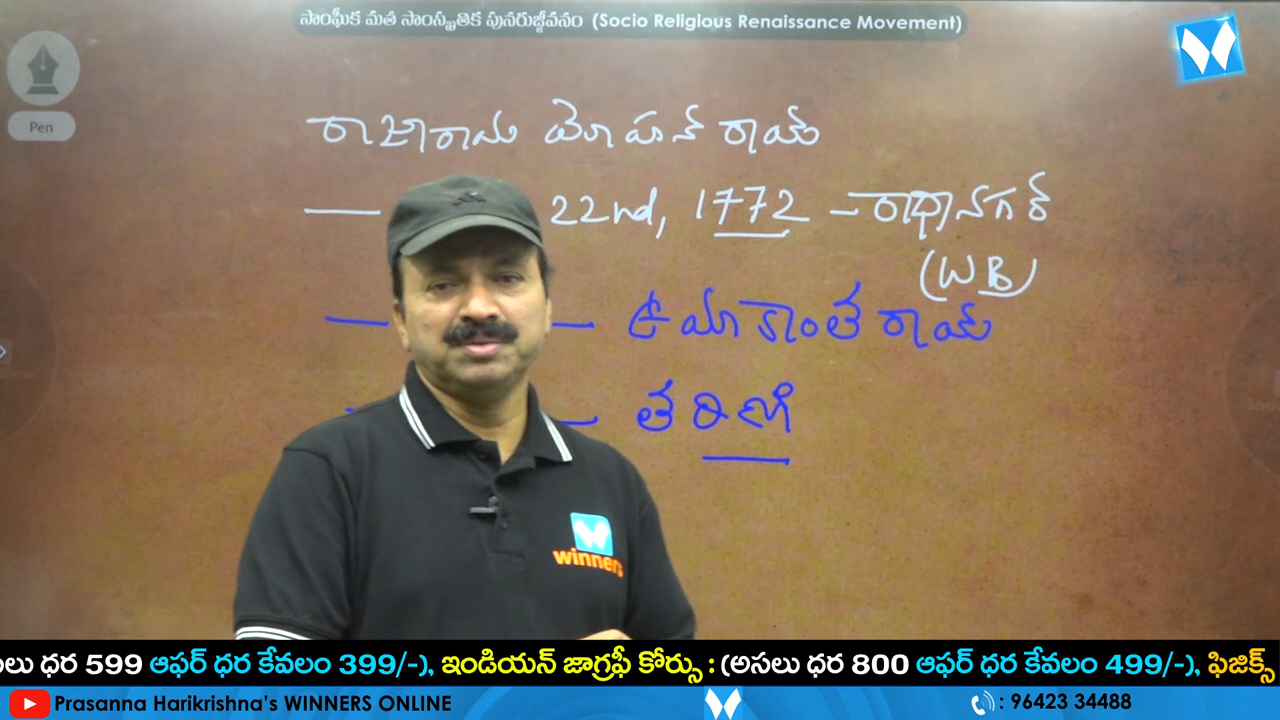 సాంఘీక మత సాంస్కృతిక పునరుజ్జీవనం (Socio Religious Renaissance Movement)
Pen
రాజారామ మోహన్ రాయ్
— 22nd, 1772 – రాధానగర్
(WB)
— — ఉమాకాంత రాయ్
— తరిణి
winners
లు ధర 599 ఆఫర్ ధర కేవలం 399/-), ఇండియన్ జాగ్రఫీ కోర్సు : (అసలు ధర 800 ఆఫర్ ధర కేవలం 499/-), ఫిజిక్స్
Prasanna Harikrishna's WINNERS ONLINE : 96423 34488